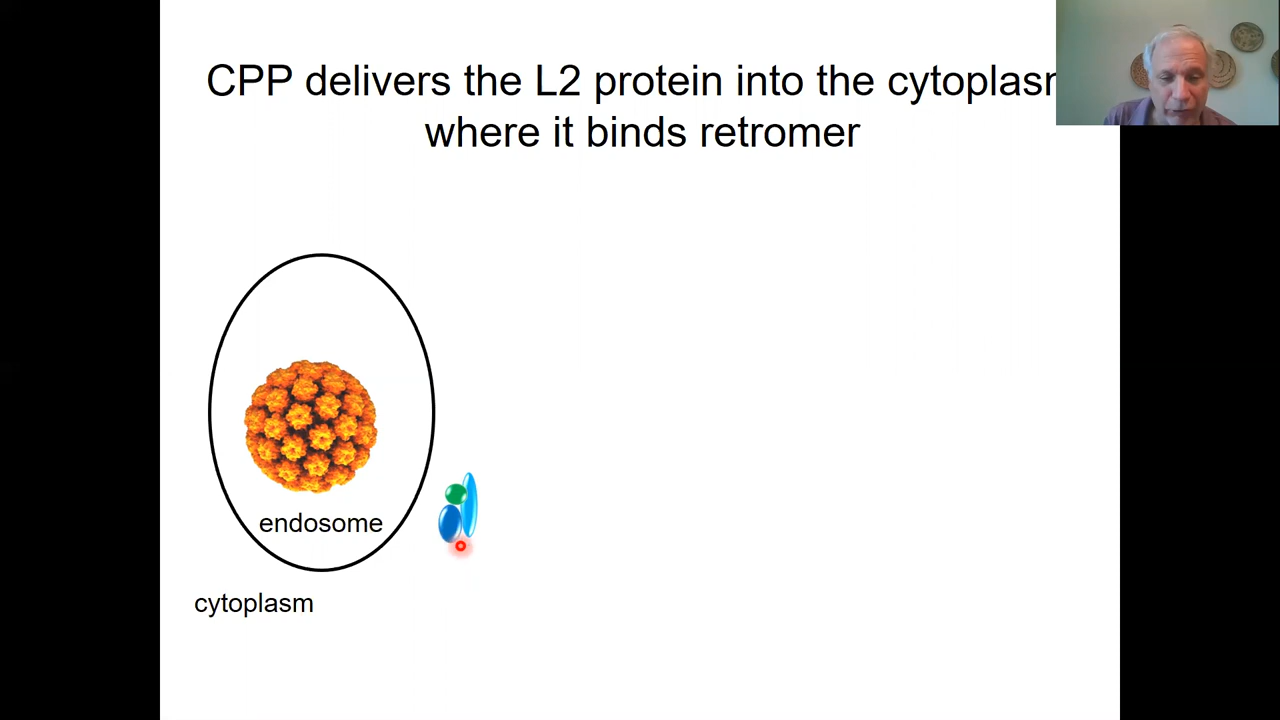 CPP delivers the L2 protein into the cytoplasm
where it binds retromer
endosome
cytoplasm